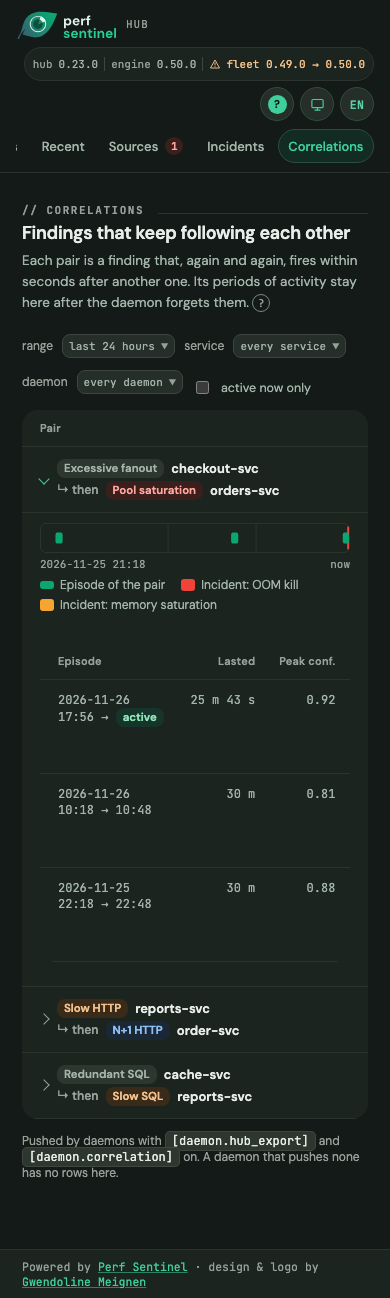 perf
sentinel HUB
hub 0.23.0 engine 0.50.0 ⚠ fleet 0.49.0 → 0.50.0
? EN
s Recent Sources 1 Incidents Correlations
// CORRELATIONS
Findings that keep following each other
Each pair is a finding that, again and again, fires within
seconds after another one. Its periods of activity stay
here after the daemon forgets them. ?
range last 24 hours ▼ service every service ▼
daemon every daemon ▼ active now only
Pair
Excessive fanout checkout-svc
↳ then Pool saturation orders-svc
2026-11-25 21:18 now
Episode of the pair Incident: OOM kill
Incident: memory saturation
Episode Lasted Peak conf.
2026-11-26 25 m 43 s 0.92
17:56 → active
2026-11-26 30 m 0.81
10:18 → 10:48
2026-11-25 30 m 0.88
22:18 → 22:48
Slow HTTP reports-svc
↳ then N+1 HTTP order-svc
Redundant SQL cache-svc
↳ then Slow SQL reports-svc
Pushed by daemons with [daemon.hub_export] and
[daemon.correlation] on. A daemon that pushes none
has no rows here.
Powered by Perf Sentinel · design & logo by
Gwendoline Meignen